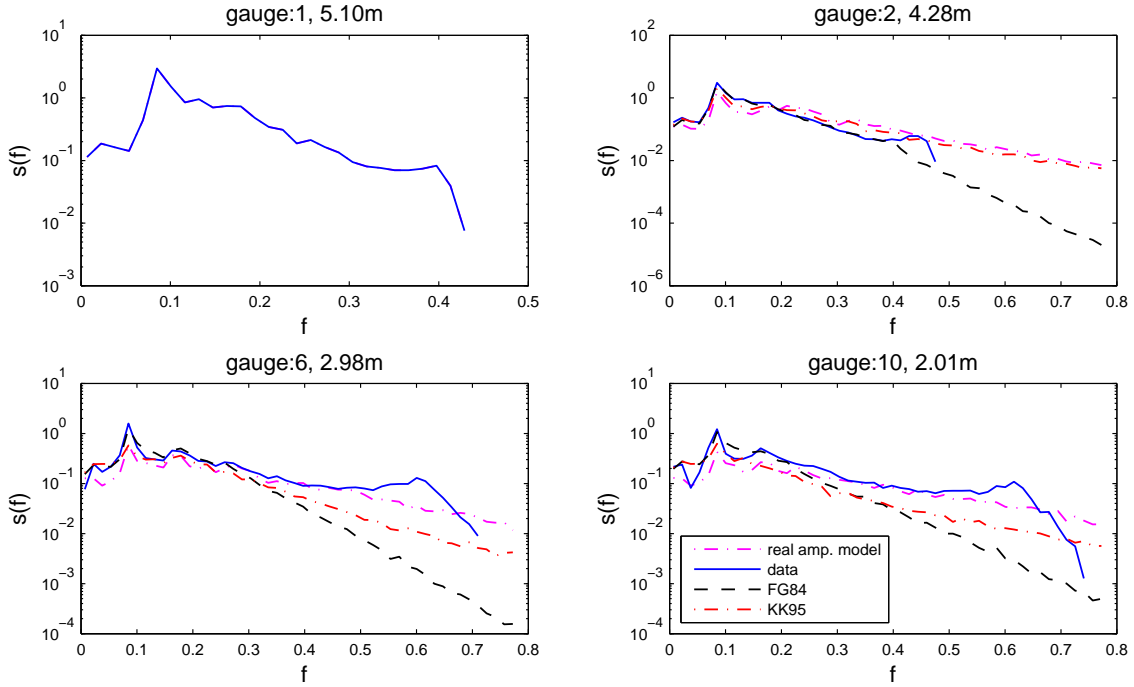 gauge:1, 5.10m
10^1
10^0
10^-1
10^-2
10^-3
s(f)
0 0.1 0.2 0.3 0.4 0.5
f
gauge:2, 4.28m
10^2
10^0
10^-2
10^-4
10^-6
s(f)
0 0.1 0.2 0.3 0.4 0.5 0.6 0.7 0.8
f
gauge:6, 2.98m
10^1
10^0
10^-1
10^-2
10^-3
10^-4
s(f)
0 0.1 0.2 0.3 0.4 0.5 0.6 0.7 0.8
f
gauge:10, 2.01m
10^1
10^0
10^-1
10^-2
10^-3
10^-4
s(f)
0 0.1 0.2 0.3 0.4 0.5 0.6 0.7 0.8
f
real amp. model
data
FG84
KK95